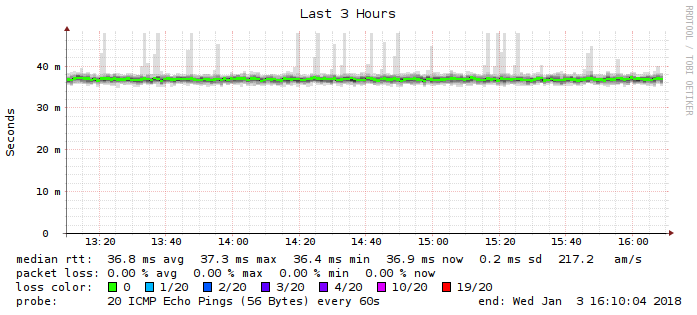 Last 3 Hours
RRDTOOL / TOBI OETIKER
Seconds
40 m
30 m
20 m
10 m
0
13:20 13:40 14:00 14:20 14:40 15:00 15:20 15:40 16:00
median rtt: 36.8 ms avg 37.3 ms max 36.4 ms min 36.9 ms now 0.2 ms sd 217.2 am/s
packet loss: 0.00 % avg 0.00 % max 0.00 % min 0.00 % now
loss color: 0 1/20 2/20 3/20 4/20 10/20 19/20
probe: 20 ICMP Echo Pings (56 Bytes) every 60s end: Wed Jan 3 16:10:04 2018